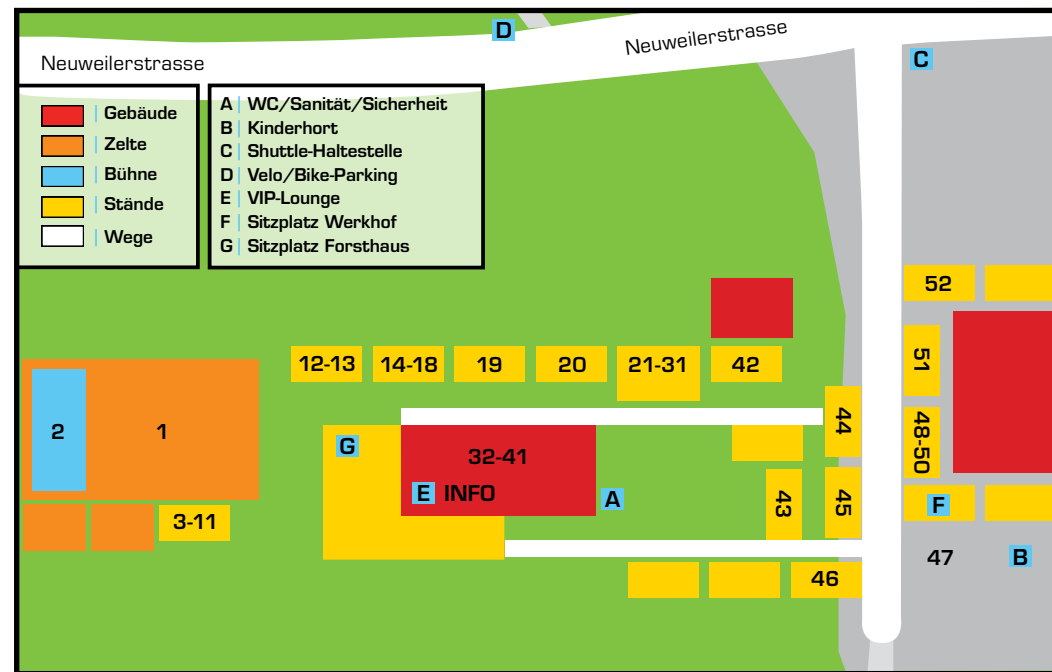 D
Neuweilerstrasse
Neuweilerstrasse
C
Gebäude
Zelte
Bühne
Stände
Wege
A | WC/Sanität/Sicherheit
B | Kinderhort
C | Shuttle-Haltestelle
D | Velo/Bike-Parking
E | VIP-Lounge
F | Sitzplatz Werkhof
G | Sitzplatz Forsthaus
52
12-13
14-18
19
20
21-31
42
51
2
1
44
48-50
G
32-41
E INFO
A
43
45
F
3-11
47
B
46